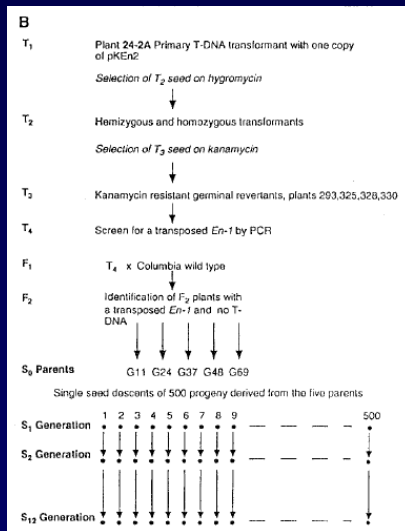 B
T₁ Plant 24-2A Primary T-DNA transformant with one copy
of pKEn2
Selection of T₂ seed on hygromycin
T₂ Hemizygous and homozygous transformants
Selection of T₃ seed on kanamycin
T₃ Kanamycin resistant germinal revertants, plants 293,325,328,330
T₄ Screen for a transposed En-1 by PCR
F₁ T₄ x Columbia wild type
F₂ Identification of F₂ plants with
a transposed En-1 and no T-
DNA
S₀ Parents G11 G24 G37 G48 G69
Single seed descents of 500 progeny derived from the five parents
1 2 3 4 5 6 7 8 9 500
S₁ Generation
S₂ Generation
S₁₂ Generation